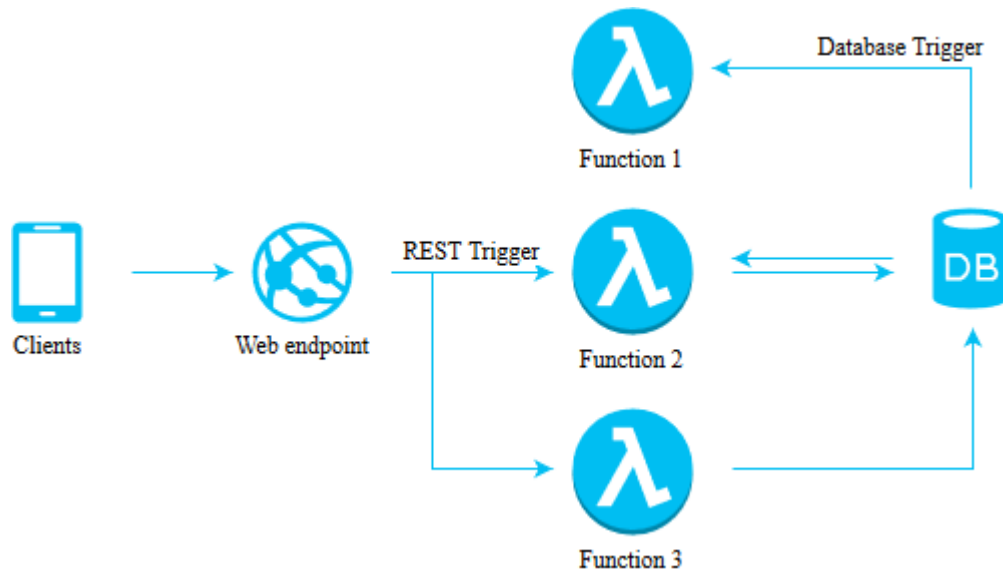 Database Trigger
Function 1
REST Trigger
DB
Clients
Web endpoint
Function 2
Function 3